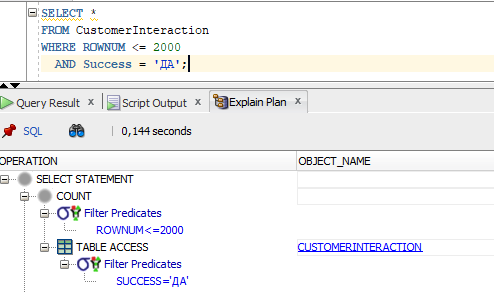 SELECT *
FROM CustomerInteraction
WHERE ROWNUM <= 2000
AND Success = 'ДА';
Query Result x Script Output x Explain Plan x
SQL 0,144 seconds
OPERATION OBJECT_NAME
SELECT STATEMENT
COUNT
Filter Predicates
ROWNUM<=2000
TABLE ACCESS CUSTOMERINTERACTION
Filter Predicates
SUCCESS='ДА'